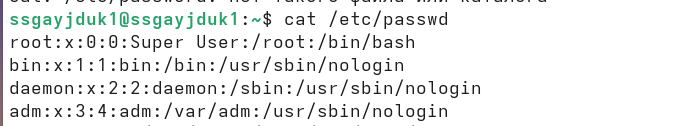 ssgayjduk1@ssgayjduk1:~$ cat /etc/passwd
root:x:0:0:Super User:/root:/bin/bash
bin:x:1:1:bin:/bin:/usr/sbin/nologin
daemon:x:2:2:daemon:/sbin:/usr/sbin/nologin
adm:x:3:4:adm:/var/adm:/usr/sbin/nologin